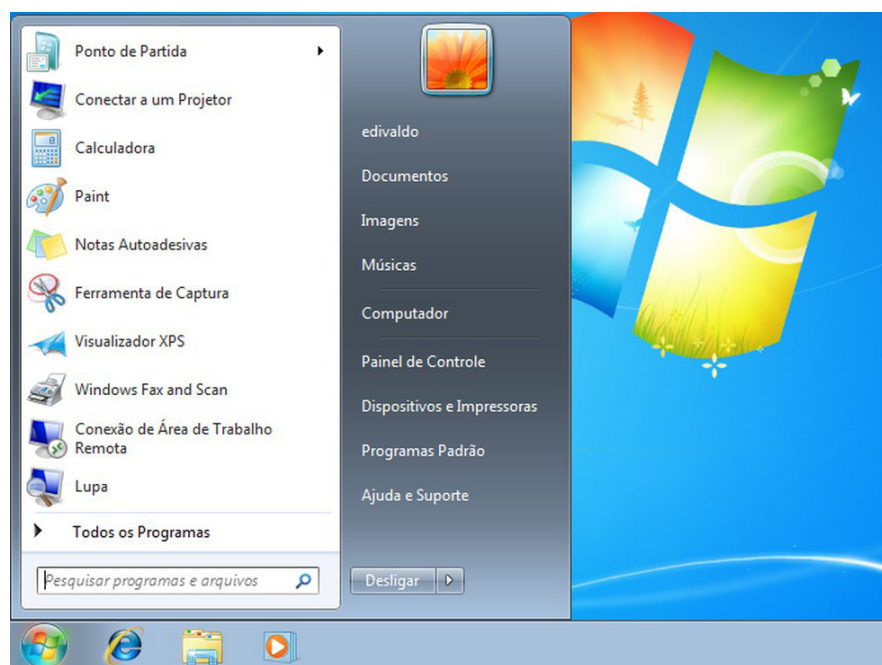 Ponto de Partida
Conectar a um Projetor
Calculadora
Paint
Notas Autoadesivas
Ferramenta de Captura
Visualizador XPS
Windows Fax and Scan
Conexão de Área de Trabalho
Remota
Lupa
Todos os Programas
Pesquisar programas e arquivos
edivaldo
Documentos
Imagens
Músicas
Computador
Painel de Controle
Dispositivos e Impressoras
Programas Padrão
Ajuda e Suporte
Desligar